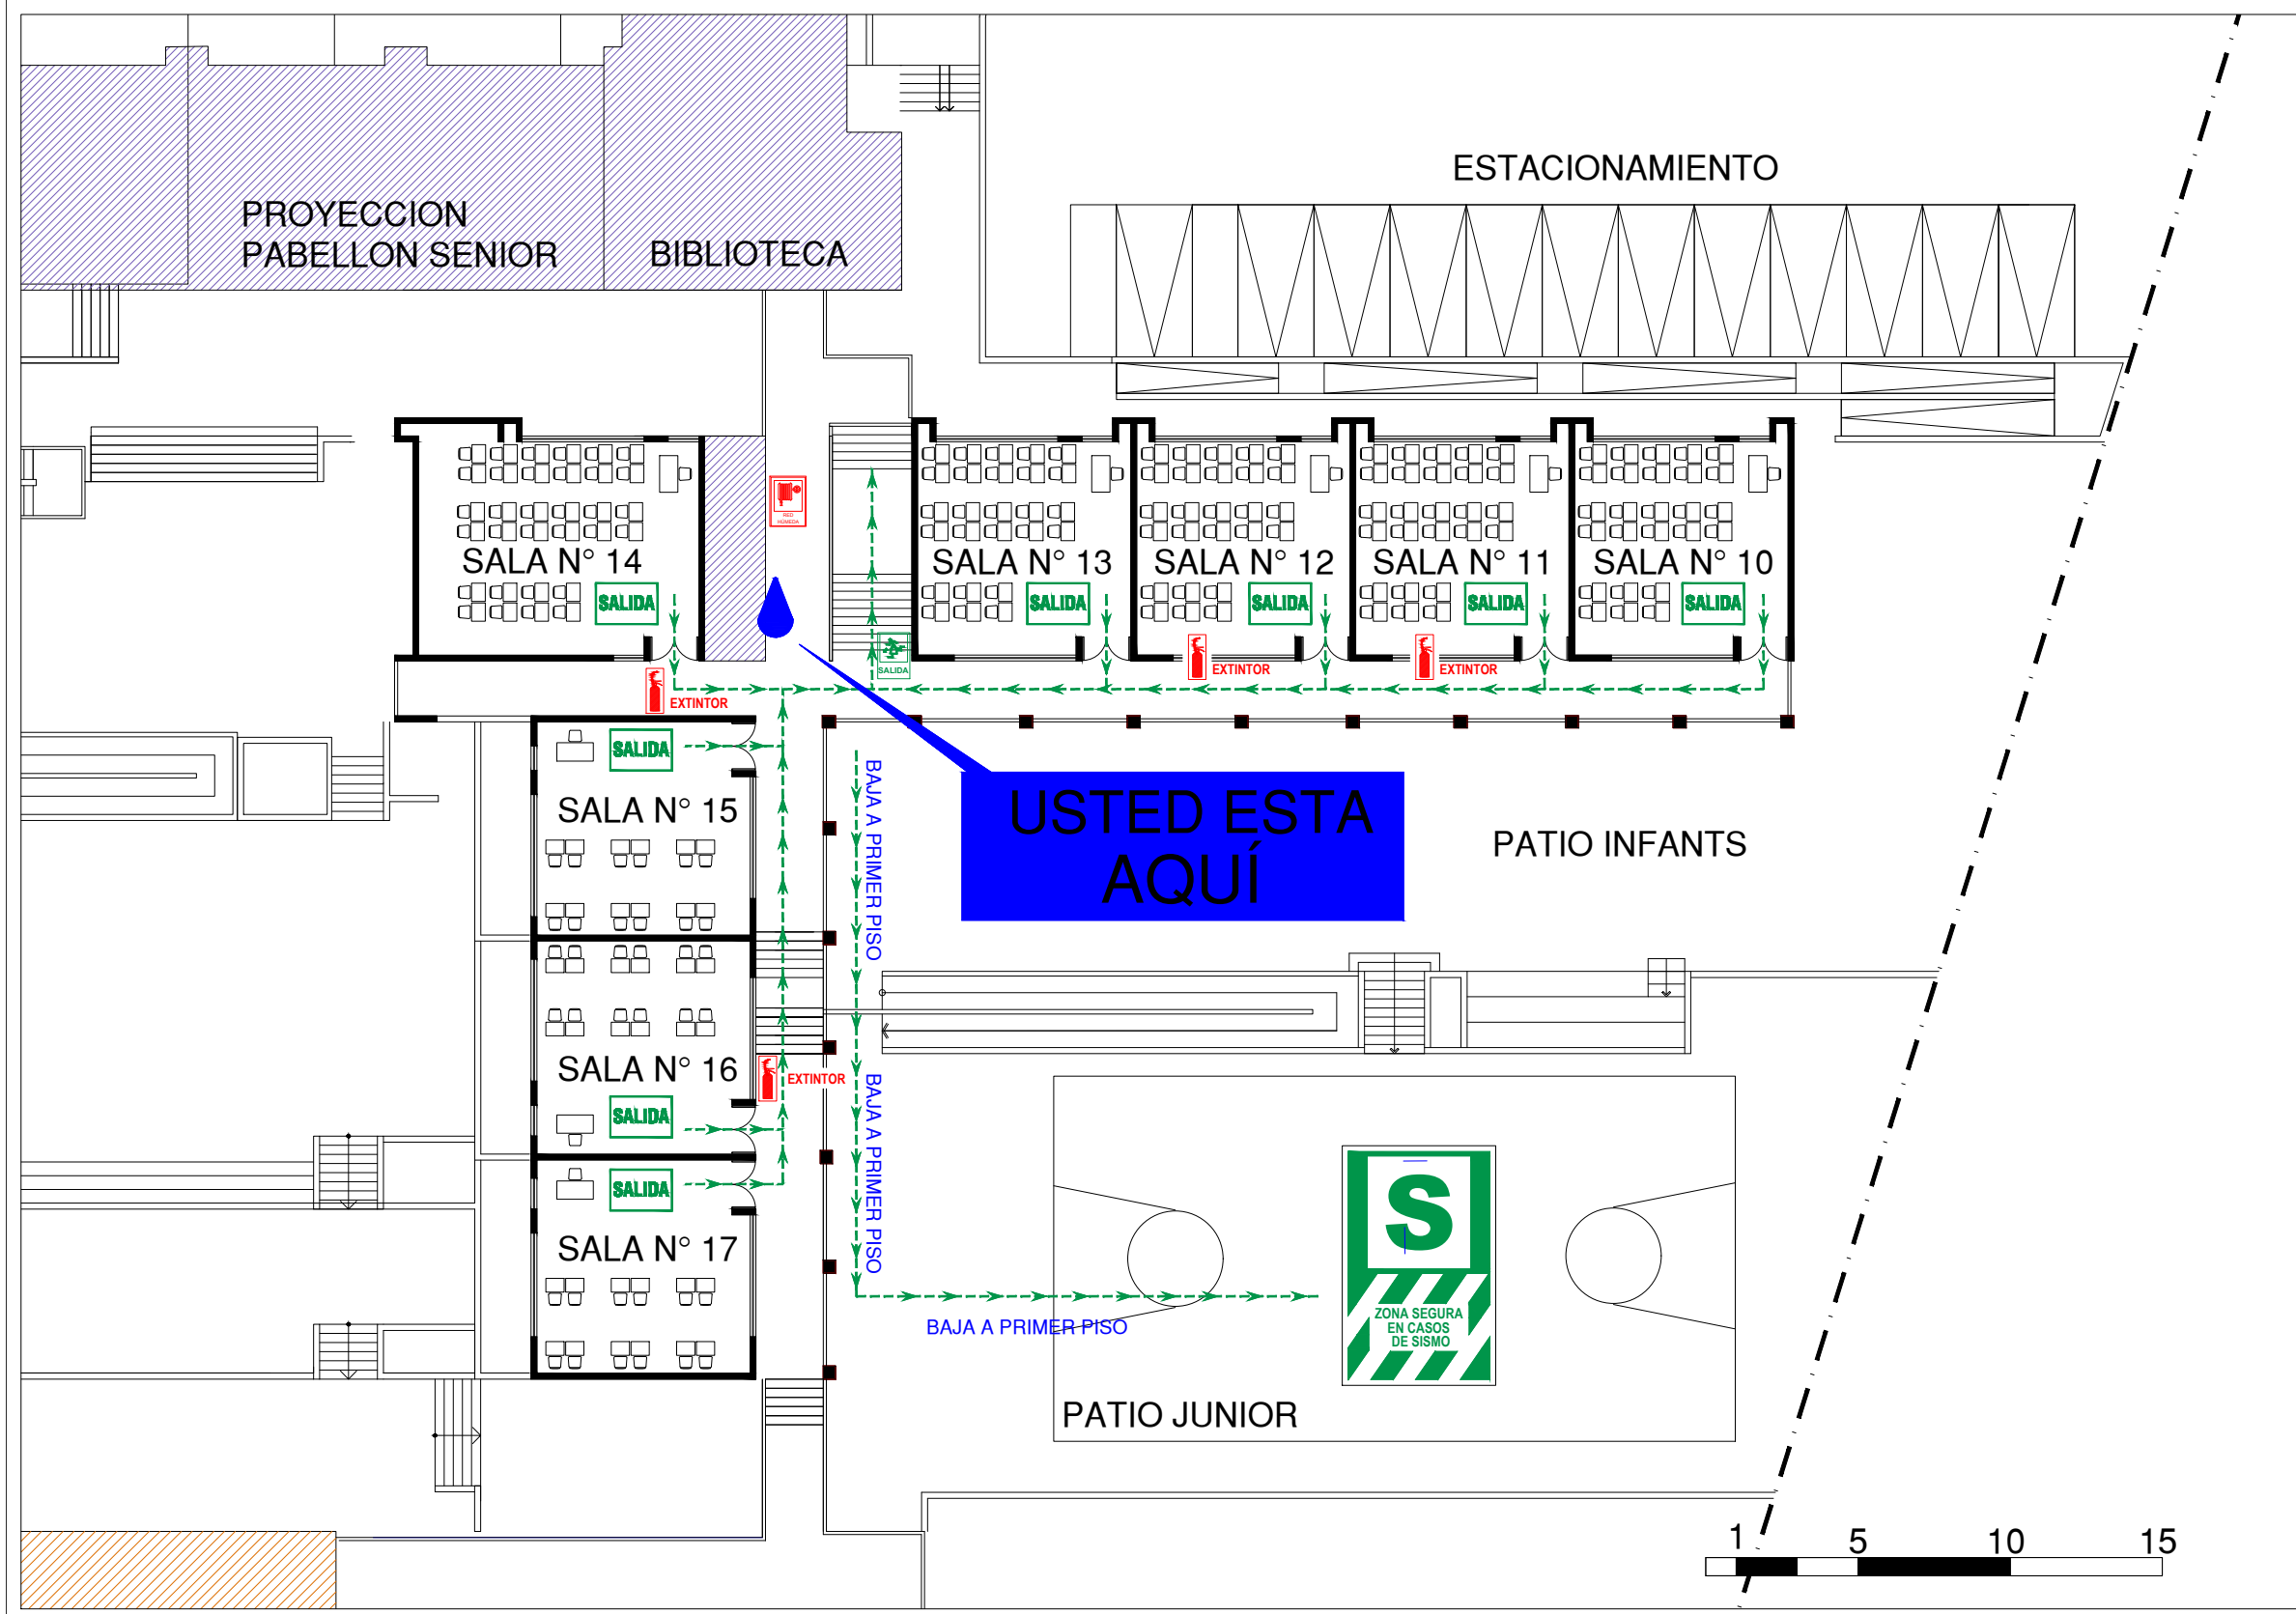 ESTACIONAMIENTO
PROYECCION
PABELLON SENIOR
BIBLIOTECA
RED
HÚMEDA
SALA N° 14
SALIDA
SALA N° 13
SALIDA
SALA N° 12
SALIDA
SALA N° 11
SALIDA
SALA N° 10
SALIDA
SALIDA
EXTINTOR
EXTINTOR
EXTINTOR
SALIDA
SALA N° 15
BAJA A PRIMER PISO
USTED ESTA
AQUÍ
PATIO INFANTS
SALA N° 16
EXTINTOR
SALIDA
BAJA A PRIMER PISO
SALIDA
SALA N° 17
S
ZONA SEGURA
EN CASOS
DE SISMO
BAJA A PRIMER PISO
PATIO JUNIOR
1 5 10 15